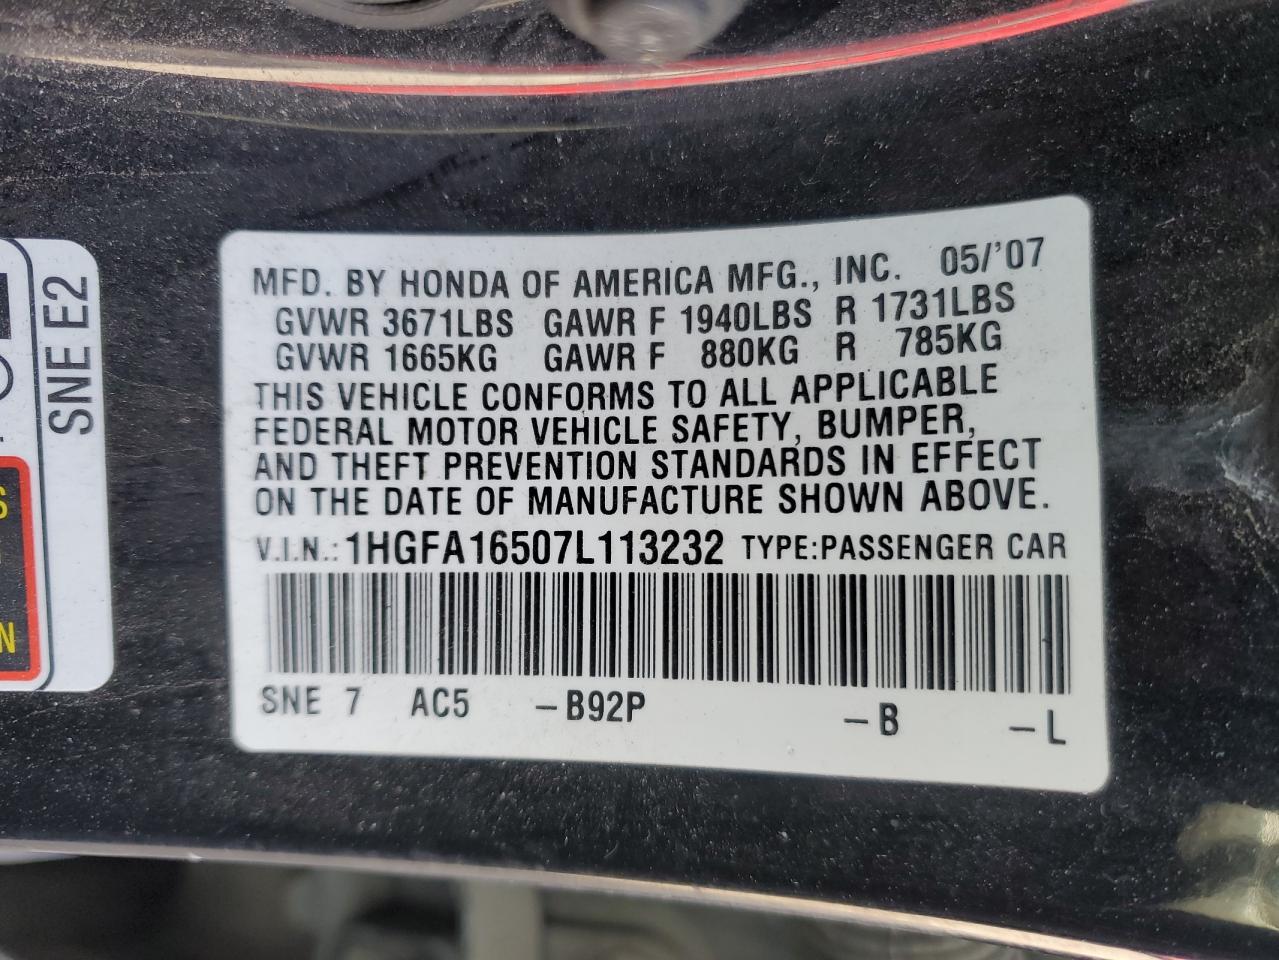 MFD. BY HONDA OF AMERICA MFG., INC. 05/'07
GVWR 3671LBS GAWR F 1940LBS R 1731LBS
GVWR 1665KG GAWR F 880KG R 785KG
THIS VEHICLE CONFORMS TO ALL APPLICABLE
FEDERAL MOTOR VEHICLE SAFETY, BUMPER,
AND THEFT PREVENTION STANDARDS IN EFFECT
ON THE DATE OF MANUFACTURE SHOWN ABOVE.
V.I.N.: 1HGFA16507L113232 TYPE:PASSENGER CAR
SNE 7 AC5 –B92P –B –L
SNE E2